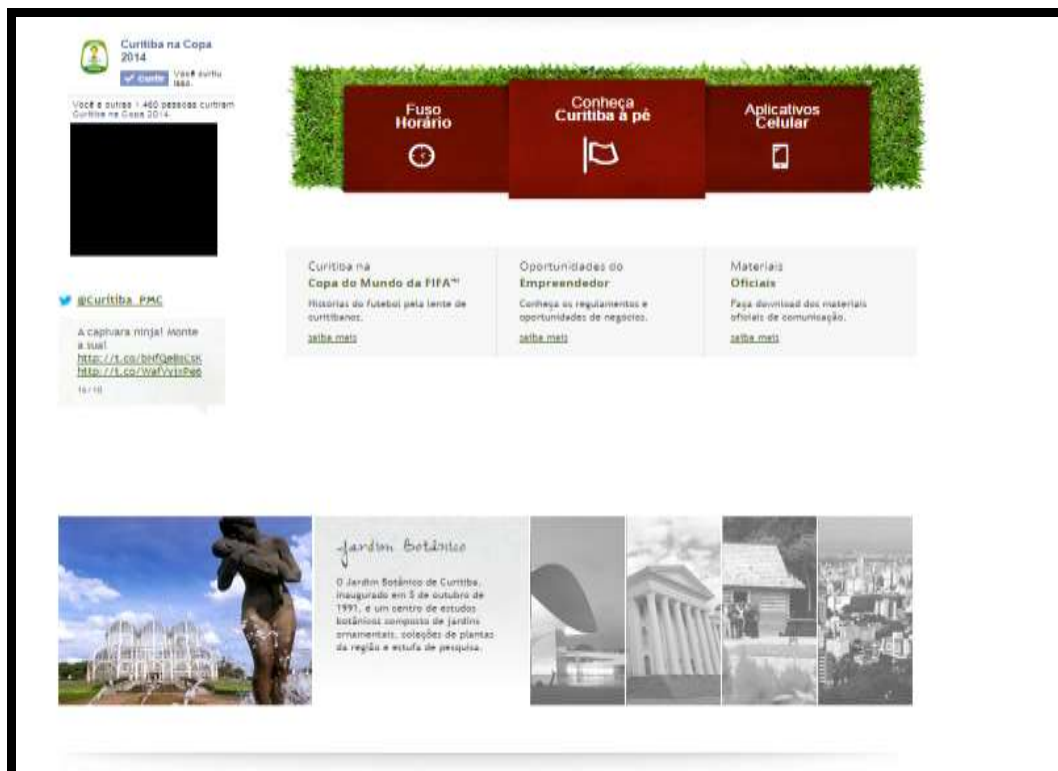 Curitiba na Copa
2014
Curtir
Você curtiu
isso.
Você e outras 1.460 pessoas curtiram
Curitiba na Copa 2014.
@Curitiba_PMC
A capivara ninja! Monte
a sua!
16/10
Fuso
Horário
Conheça
Curitiba à pé
Aplicativos
Celular
Curitiba na
Copa do Mundo da FIFA™
Histórias do futebol pela lente de
curitibanos.
saiba mais
Oportunidades do
Empreendedor
Conheça os regulamentos e
oportunidades de negócios.
saiba mais
Materiais
Oficiais
Faça download dos materiais
oficiais de comunicação.
saiba mais
Jardim Botânico
O Jardim Botânico de Curitiba,
inaugurado em 5 de outubro de
1991, é um centro de estudos
botânicos composto de jardins
ornamentais, coleções de plantas
da região e estufa de pesquisa.